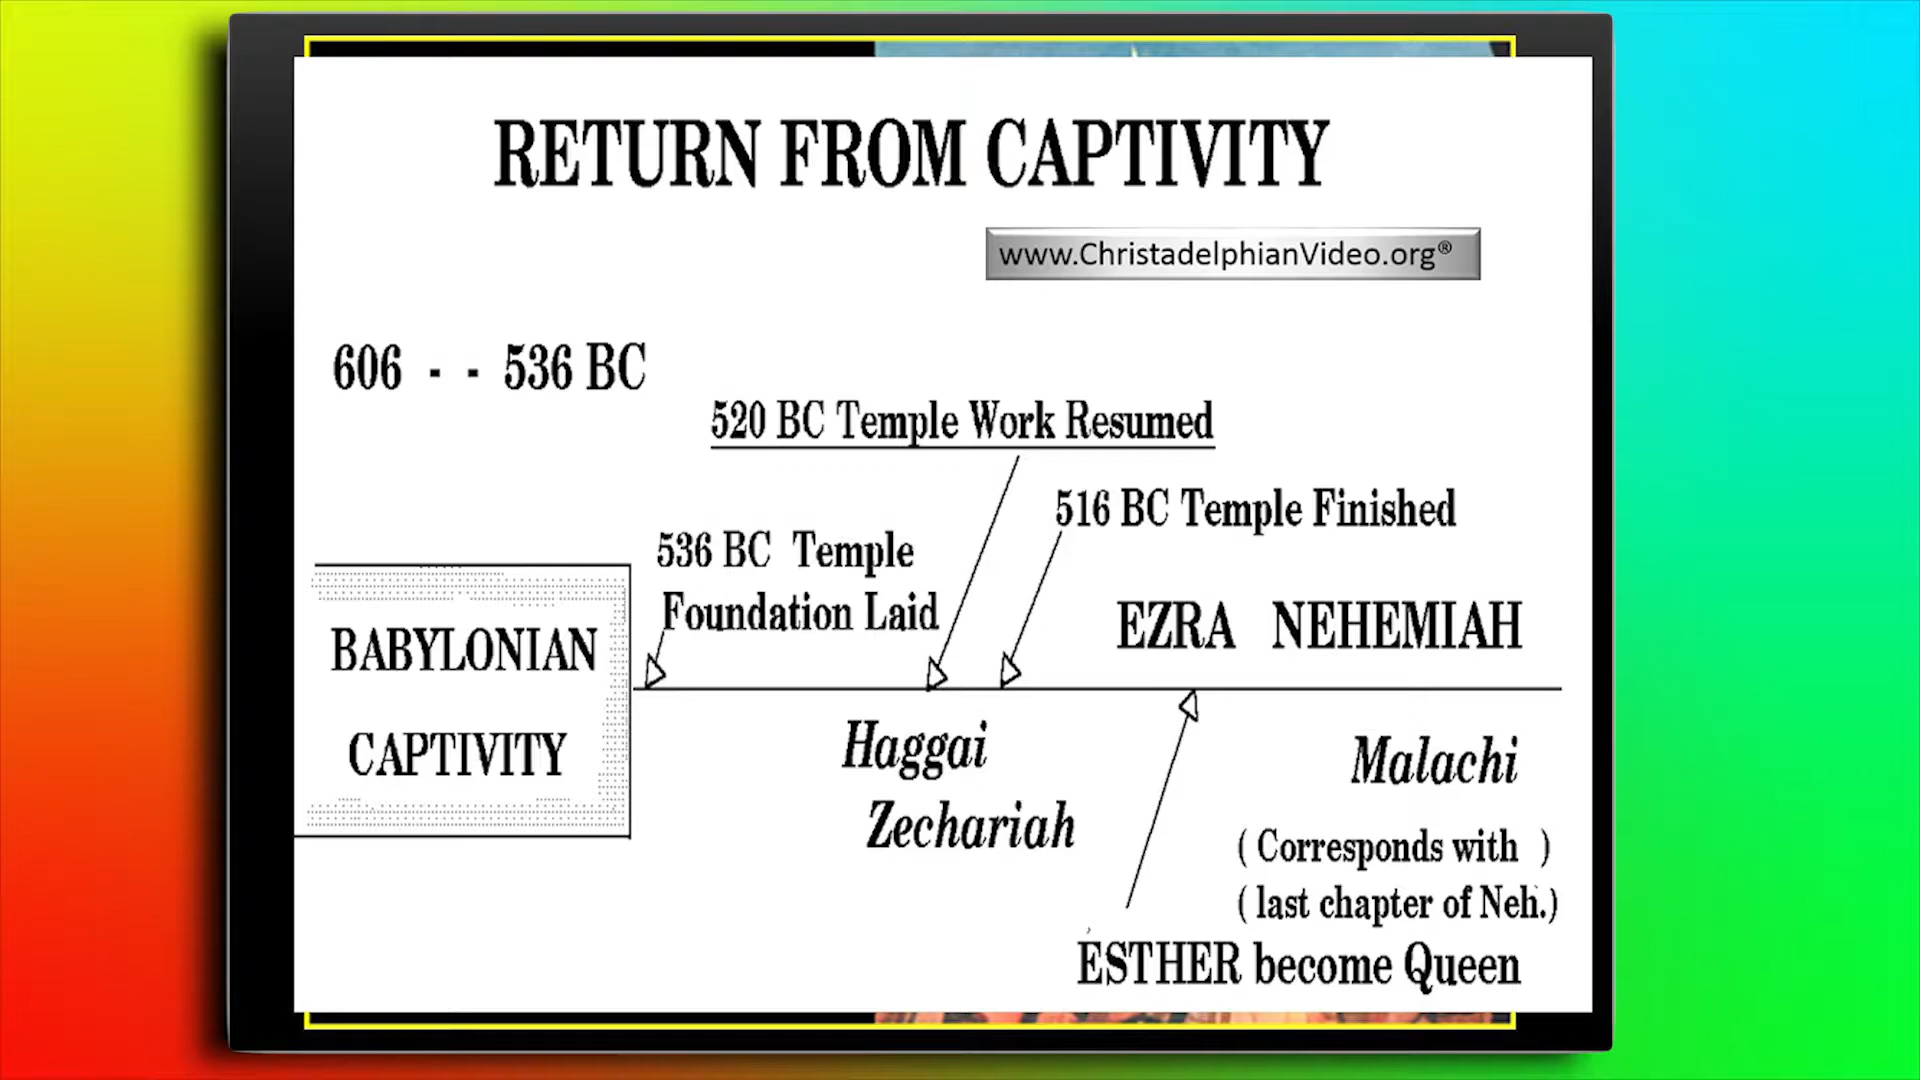 RETURN FROM CAPTIVITY
www.ChristadelphianVideo.org®
606 - - 536 BC
520 BC Temple Work Resumed
516 BC Temple Finished
536 BC Temple
Foundation Laid
EZRA NEHEMIAH
BABYLONIAN
CAPTIVITY
Haggai
Zechariah
Malachi
( Corresponds with )
( last chapter of Neh.)
ESTHER become Queen